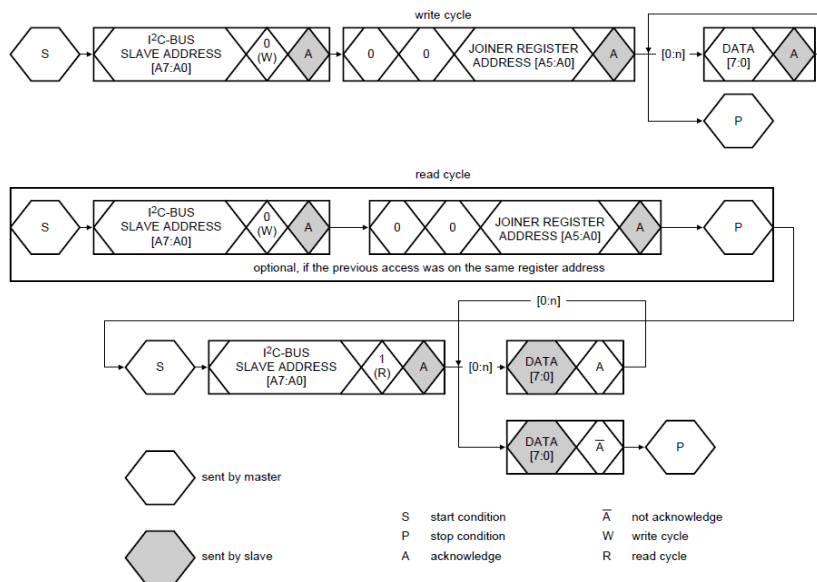 write cycle
S
I²C-BUS
SLAVE ADDRESS
[A7:A0]
0
(W)
A
0
0
JOINER REGISTER
ADDRESS [A5:A0]
A
[0:n]
DATA
[7:0]
A
P
read cycle
S
I²C-BUS
SLAVE ADDRESS
[A7:A0]
0
(W)
A
0
0
JOINER REGISTER
ADDRESS [A5:A0]
A
P
optional, if the previous access was on the same register address
[0:n]
S
I²C-BUS
SLAVE ADDRESS
[A7:A0]
1
(R)
A
[0:n]
DATA
[7:0]
A
DATA
[7:0]
A̅
P
sent by master
sent by slave
S start condition
P stop condition
A acknowledge
A̅ not acknowledge
W write cycle
R read cycle